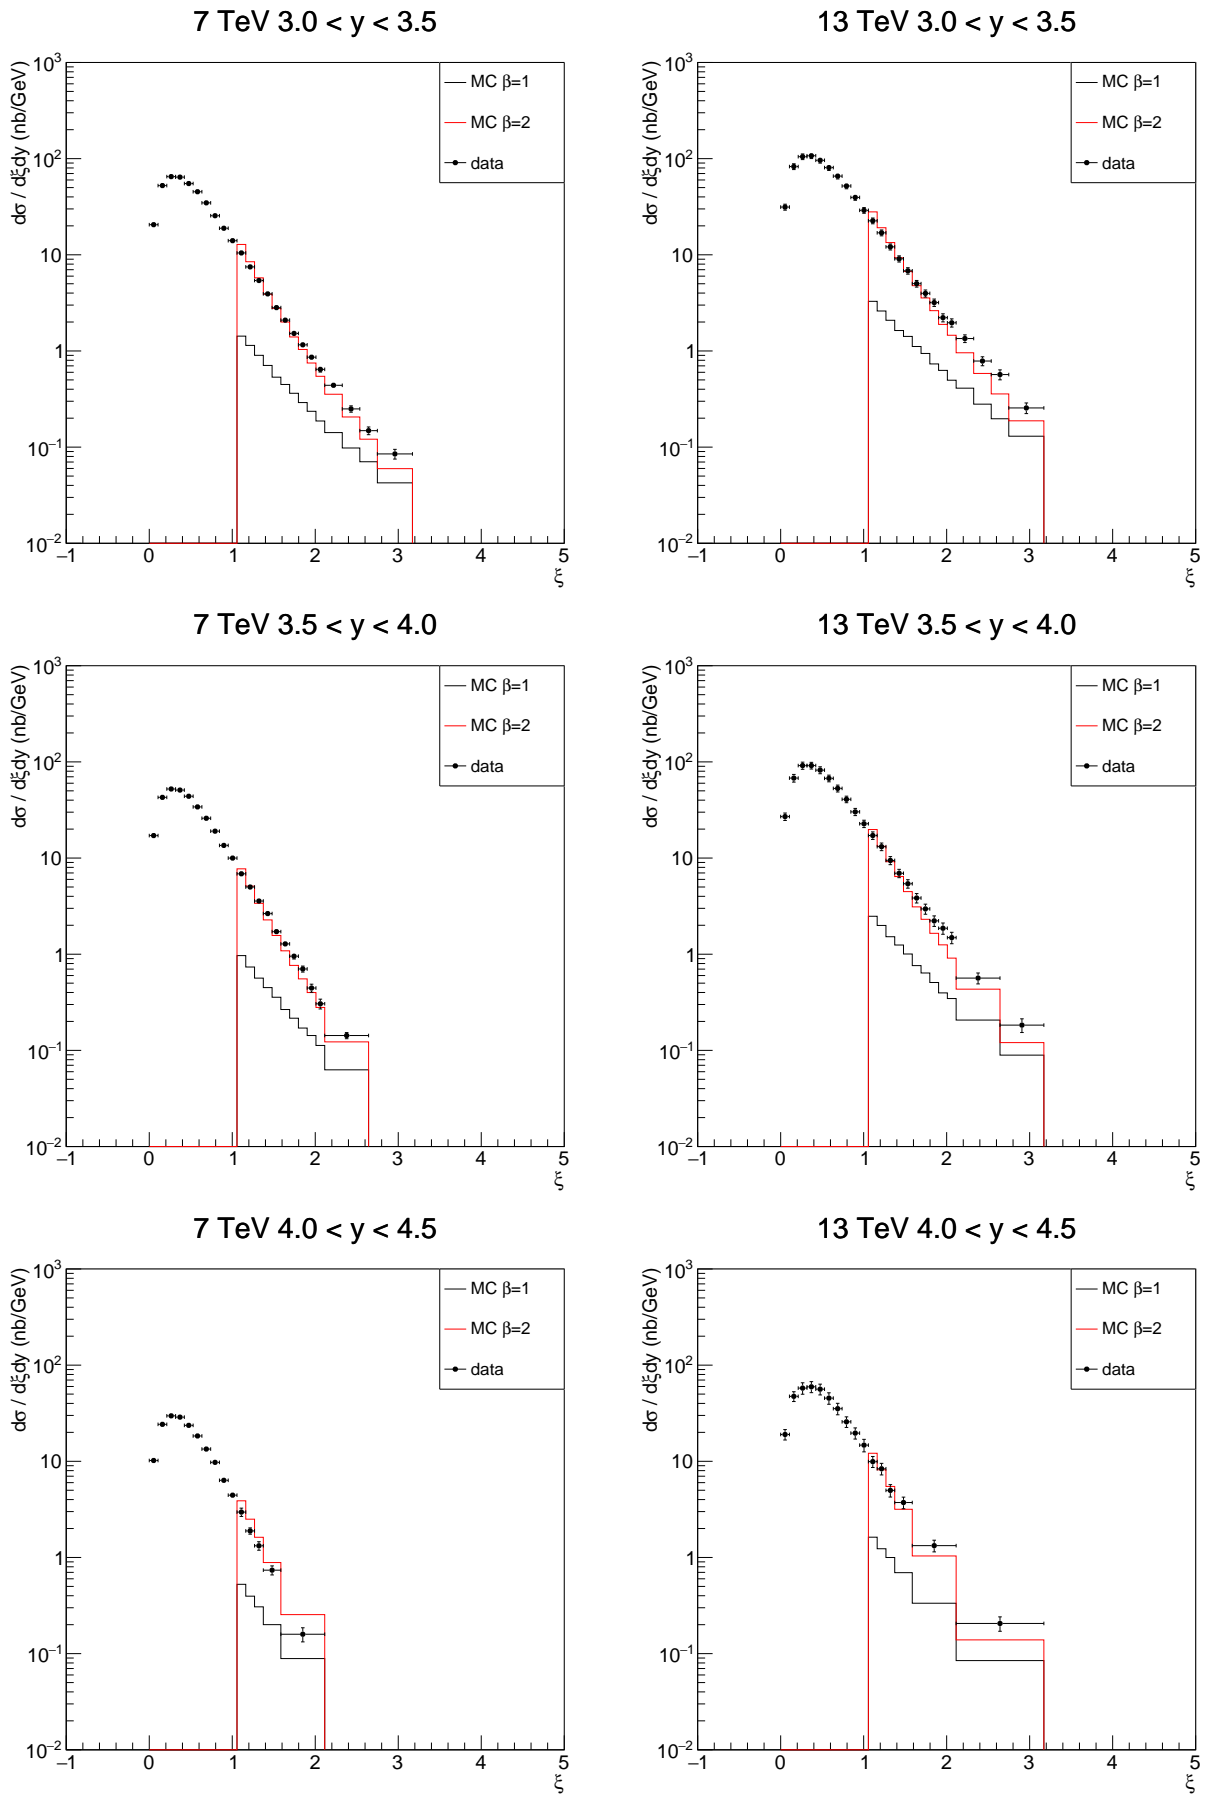 7 TeV 3.0 < y < 3.5
dσ / dξdy (nb/GeV)
10³
10²
10
1
10⁻¹
10⁻²
MC β=1
MC β=2
data
−1 0 1 2 3 4 5
ξ
13 TeV 3.0 < y < 3.5
dσ / dξdy (nb/GeV)
10³
10²
10
1
10⁻¹
10⁻²
MC β=1
MC β=2
data
−1 0 1 2 3 4 5
ξ
7 TeV 3.5 < y < 4.0
dσ / dξdy (nb/GeV)
10³
10²
10
1
10⁻¹
10⁻²
MC β=1
MC β=2
data
−1 0 1 2 3 4 5
ξ
13 TeV 3.5 < y < 4.0
dσ / dξdy (nb/GeV)
10³
10²
10
1
10⁻¹
10⁻²
MC β=1
MC β=2
data
−1 0 1 2 3 4 5
ξ
7 TeV 4.0 < y < 4.5
dσ / dξdy (nb/GeV)
10³
10²
10
1
10⁻¹
10⁻²
MC β=1
MC β=2
data
−1 0 1 2 3 4 5
ξ
13 TeV 4.0 < y < 4.5
dσ / dξdy (nb/GeV)
10³
10²
10
1
10⁻¹
10⁻²
MC β=1
MC β=2
data
−1 0 1 2 3 4 5
ξ